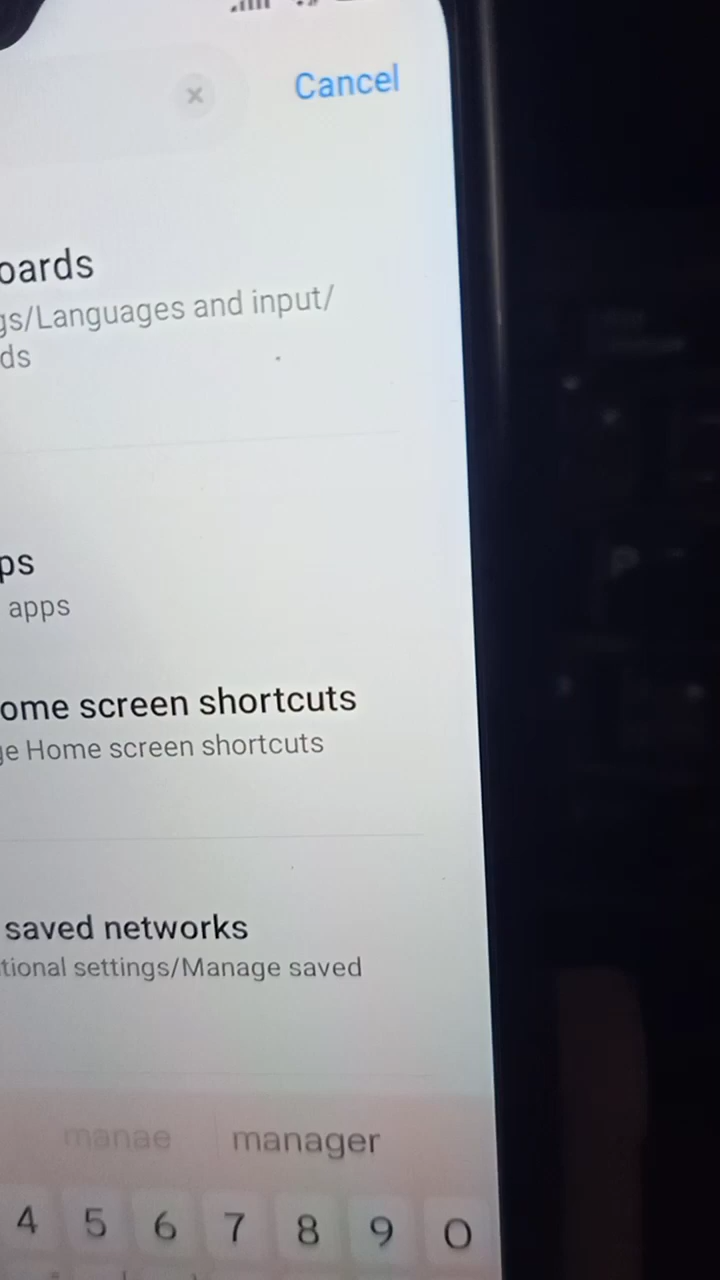 Cancel
oards
gs/Languages and input/
ds
ps
apps
ome screen shortcuts
ge Home screen shortcuts
saved networks
tional settings/Manage saved
manae manager
4 5 6 7 8 9 0